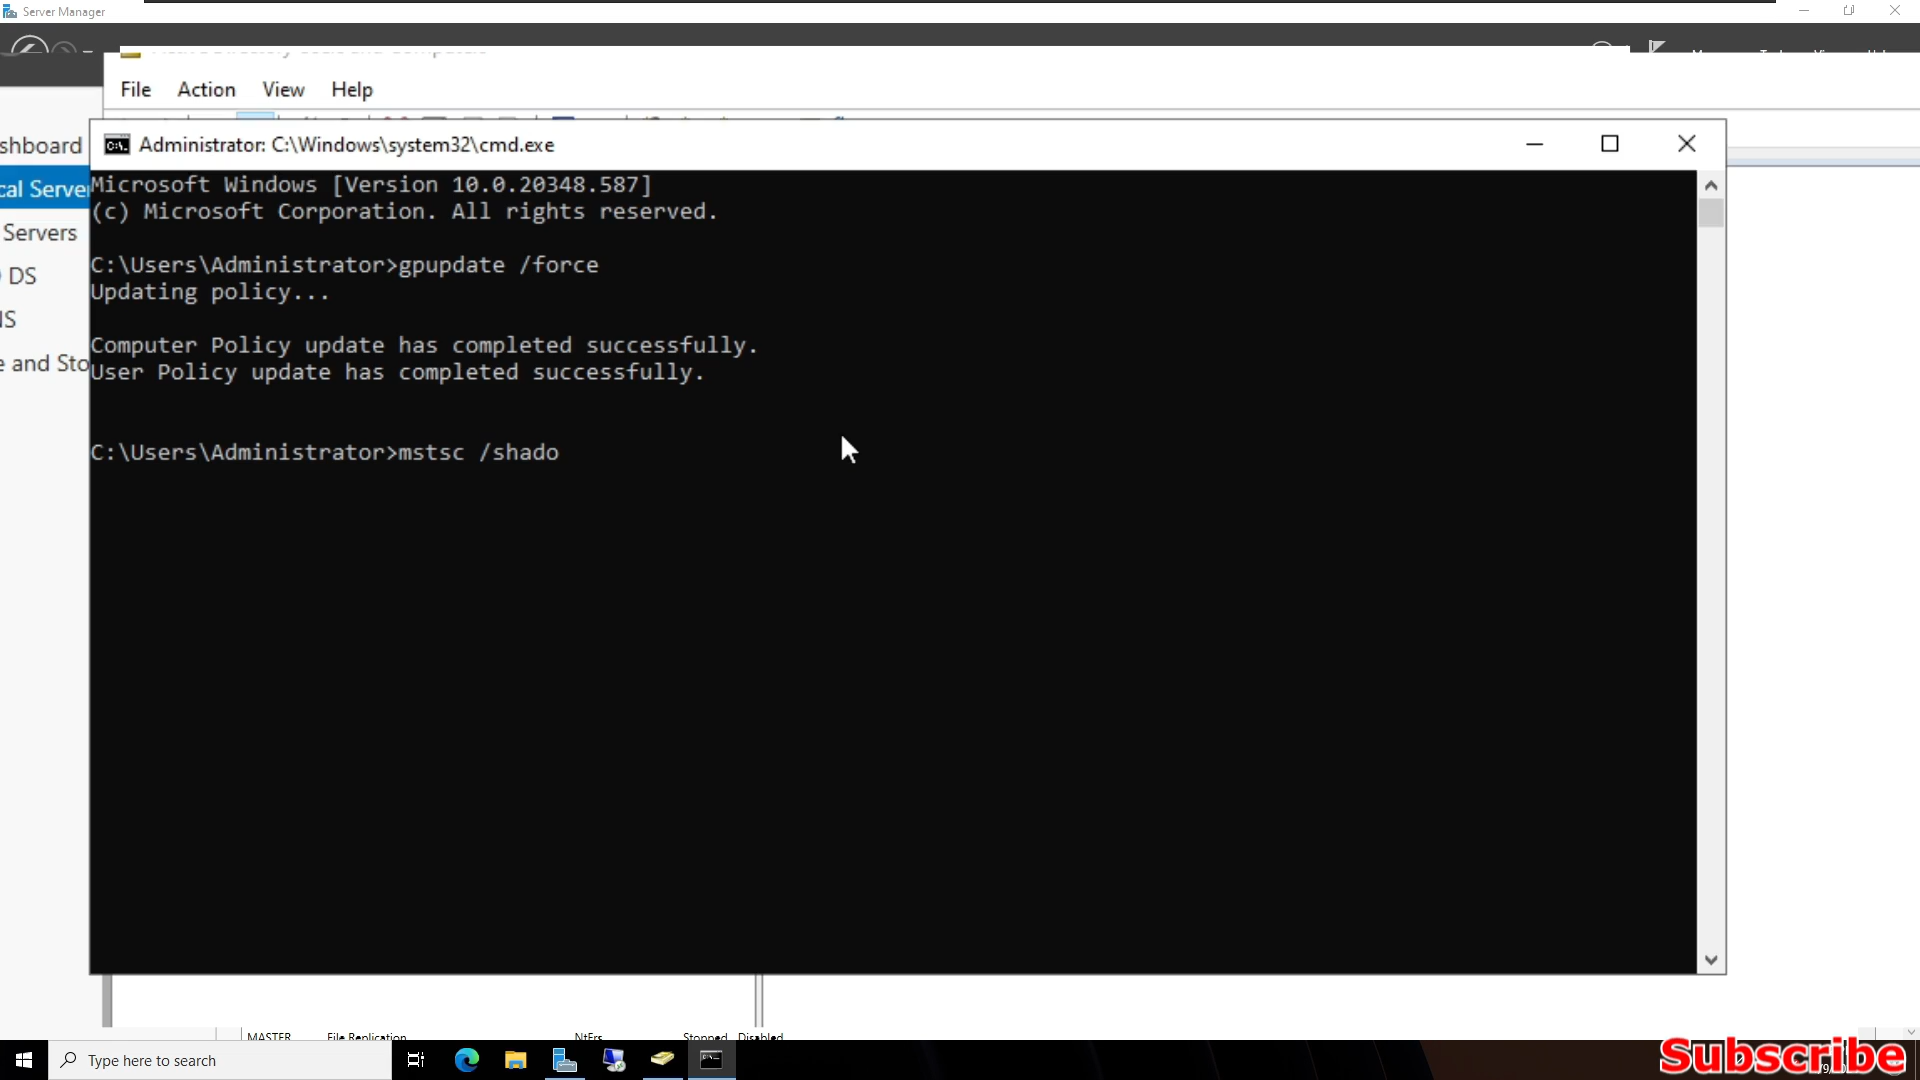 Server Manager
File Action View Help
shboard
Administrator: C:\Windows\system32\cmd.exe
cal Server
Microsoft Windows [Version 10.0.20348.587]
(c) Microsoft Corporation. All rights reserved.
Servers
C:\Users\Administrator>gpupdate /force
DS
Updating policy...
Computer Policy update has completed successfully.
e and Sto
User Policy update has completed successfully.
C:\Users\Administrator>mstsc /shado
MASTER File Replication NtFrs Stopped Disabled
Type here to search
Subscribe